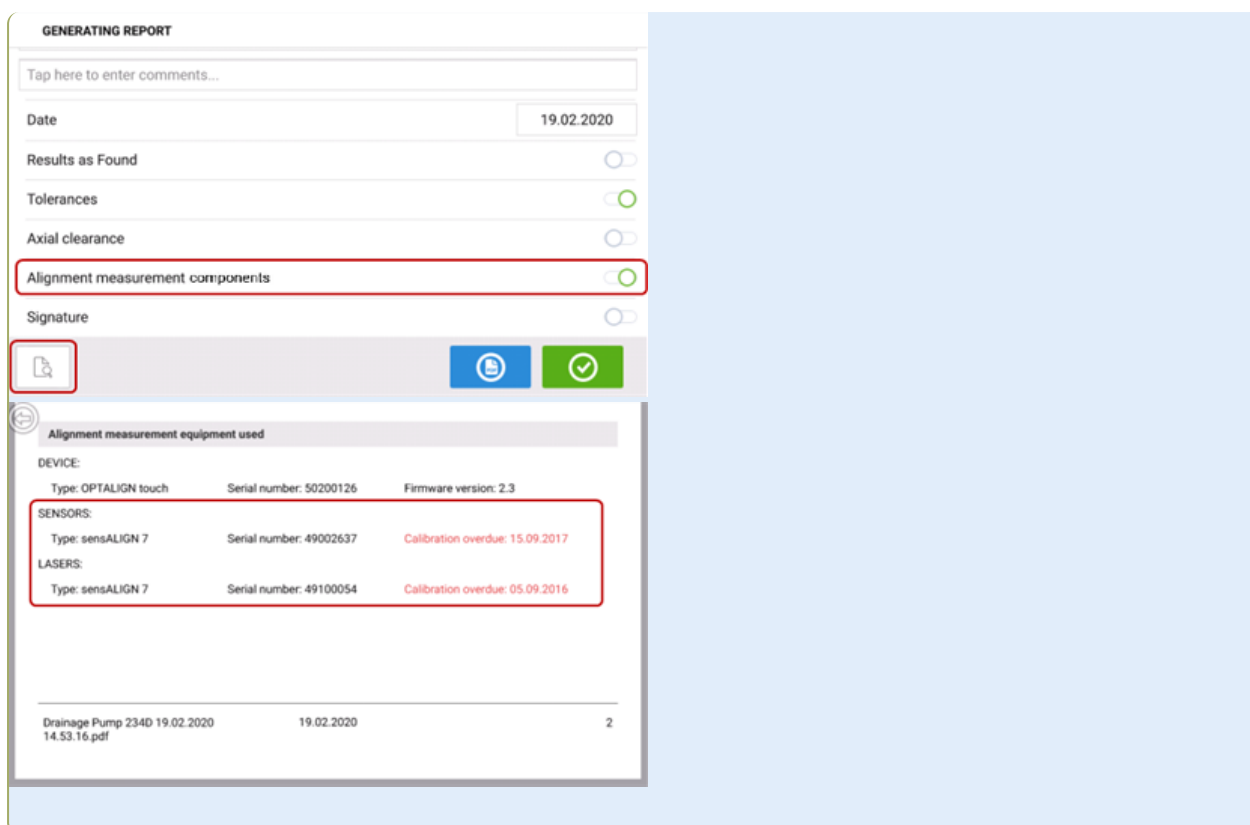 GENERATING REPORT
Tap here to enter comments...
Date 19.02.2020
Results as Found
Tolerances
Axial clearance
Alignment measurement components
Signature
Alignment measurement equipment used
DEVICE:
Type: OPTALIGN touch Serial number: 50200126 Firmware version: 2.3
SENSORS:
Type: sensALIGN 7 Serial number: 49002637 Calibration overdue: 15.09.2017
LASERS:
Type: sensALIGN 7 Serial number: 49100054 Calibration overdue: 05.09.2016
Drainage Pump 234D 19.02.2020 19.02.2020 2
14.53.16.pdf